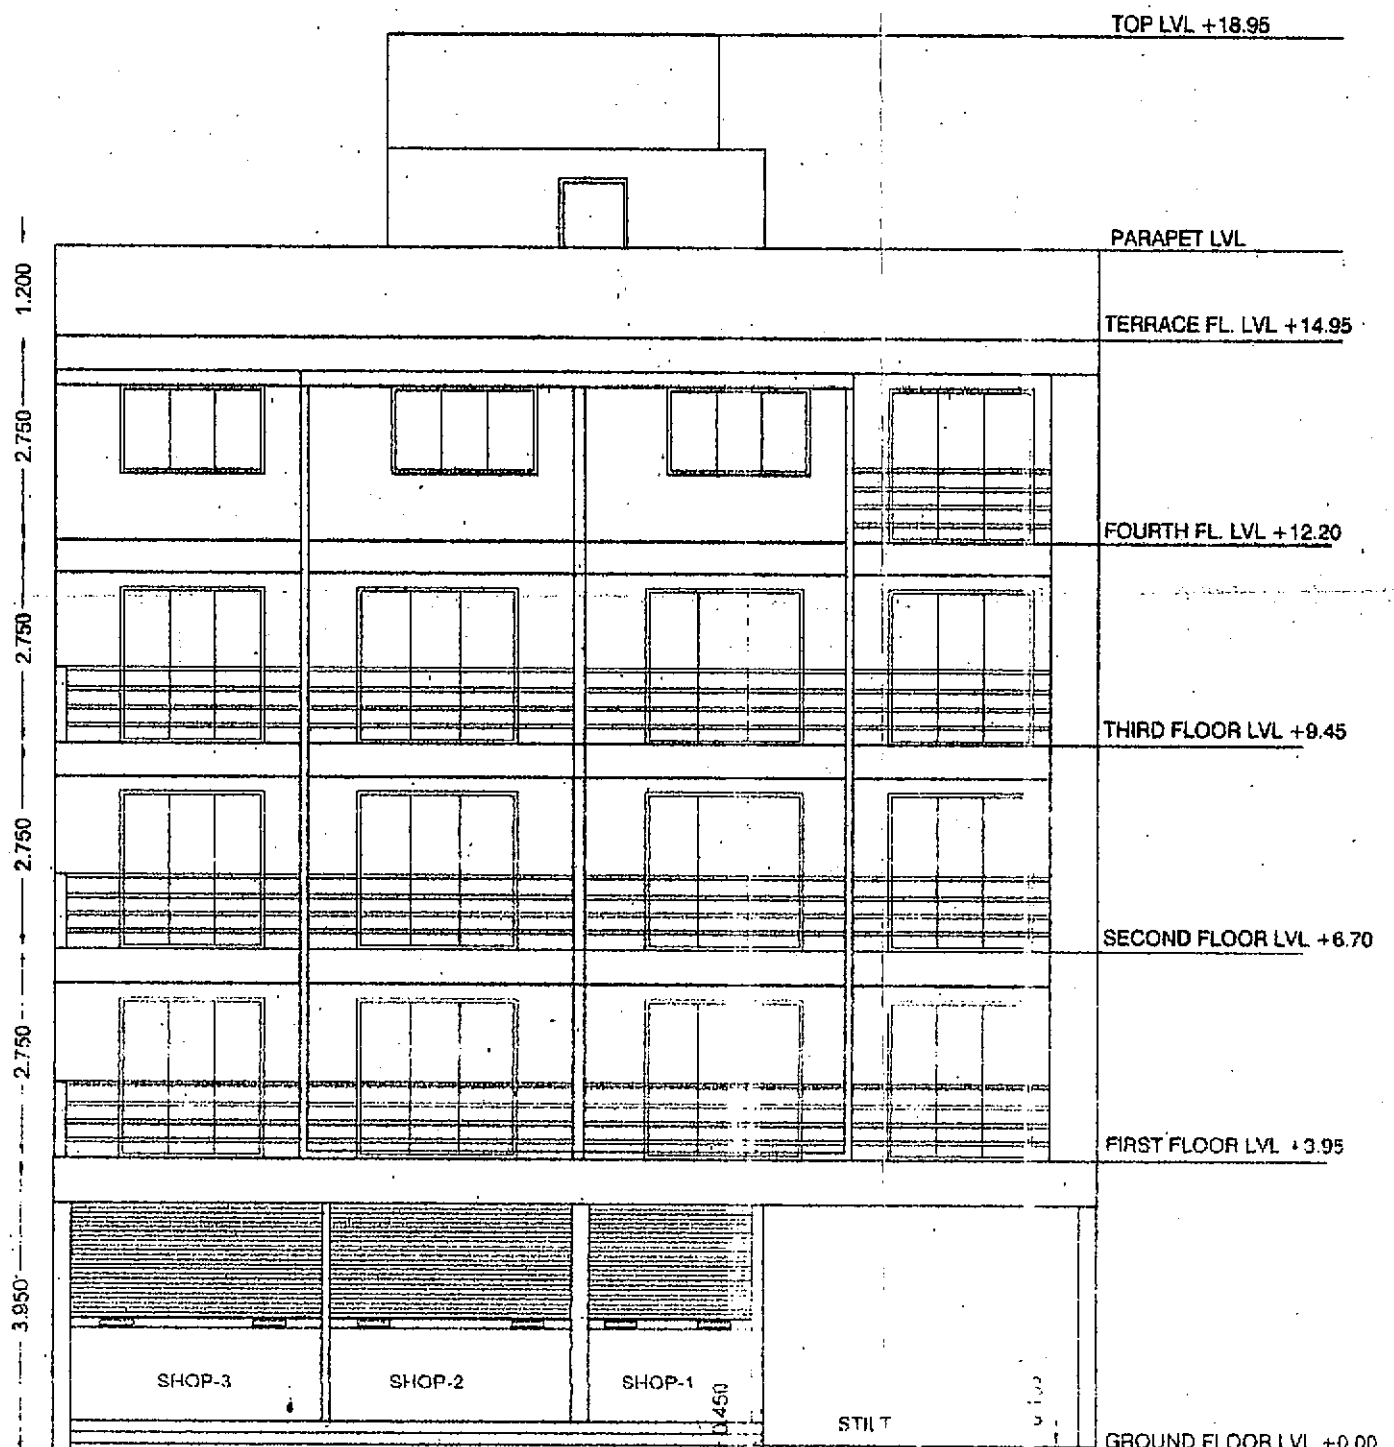 TOP LVL +18.95
PARAPET LVL
1.200
TERRACE FL. LVL +14.95
2.750
FOURTH FL. LVL +12.20
2.750
THIRD FLOOR LVL +9.45
2.750
SECOND FLOOR LVL +6.70
2.750
FIRST FLOOR LVL +3.95
3.950
SHOP-3
SHOP-2
SHOP-1
0.450
STILT
GROUND FLOOR LVL +0.00